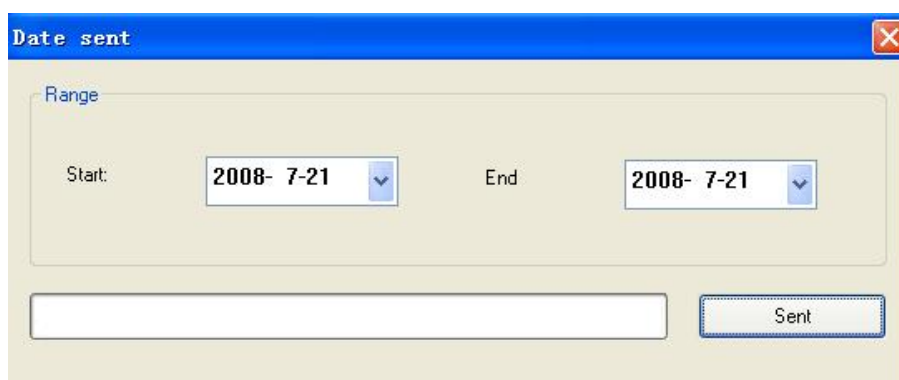 Date sent
Range
Start: 2008- 7-21 End 2008- 7-21
Sent